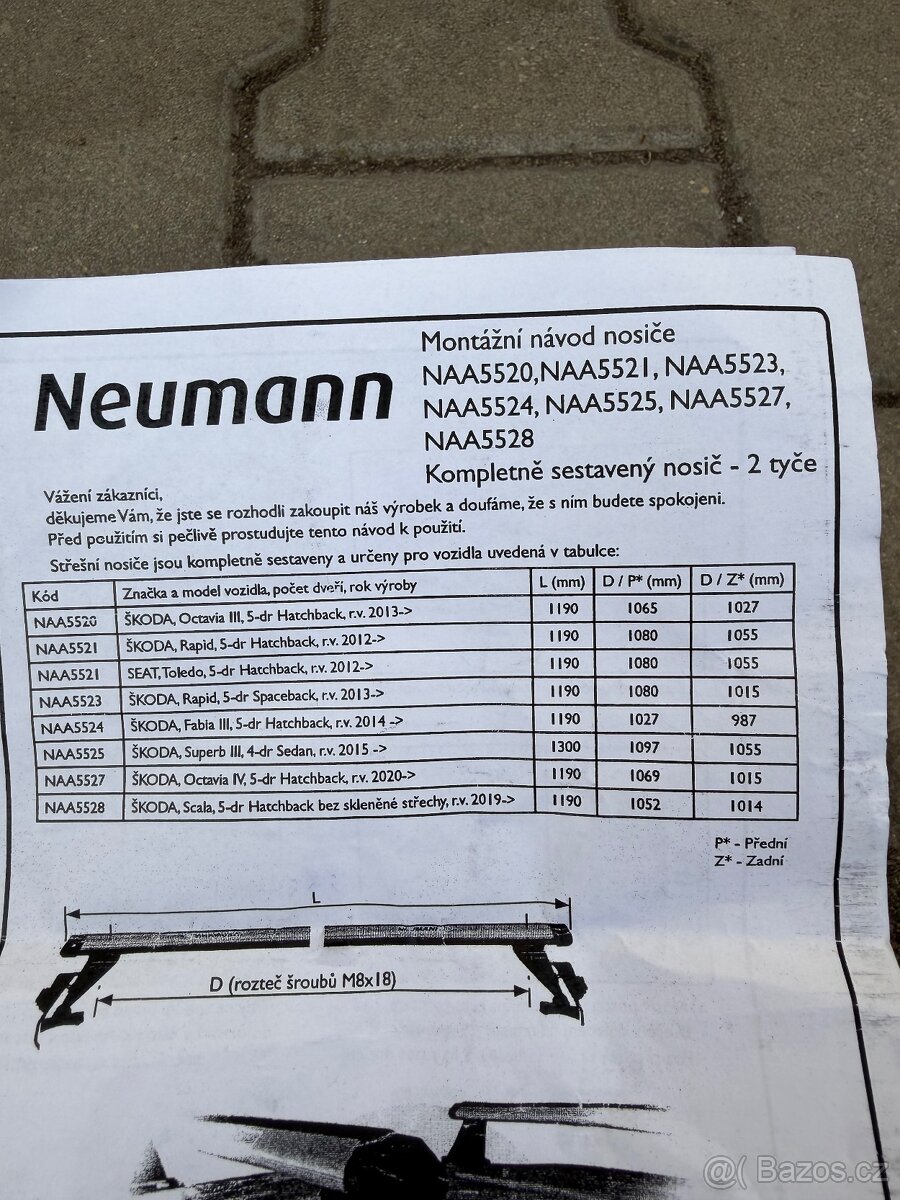 Neumann
Montážní návod nosiče
NAA5520,NAA5521, NAA5523,
NAA5524, NAA5525, NAA5527,
NAA5528
Kompletně sestavený nosič - 2 tyče
Vážení zákazníci,
děkujeme Vám, že jste se rozhodli zakoupit náš výrobek a doufáme, že s ním budete spokojeni.
Před použitím si pečlivě prostudujte tento návod k použití.
Střešní nosiče jsou kompletně sestaveny a určeny pro vozidla uvedená v tabulce:
Kód Značka a model vozidla, počet dveří, rok výroby L (mm) D / P* (mm) D / Z* (mm)
NAA5520 ŠKODA, Octavia III, 5-dr Hatchback, r.v. 2013-> 1190 1065 1027
NAA5521 ŠKODA, Rapid, 5-dr Hatchback, r.v. 2012-> 1190 1080 1055
NAA5521 SEAT, Toledo, 5-dr Hatchback, r.v. 2012-> 1190 1080 1055
NAA5523 ŠKODA, Rapid, 5-dr Spaceback, r.v. 2013-> 1190 1080 1015
NAA5524 ŠKODA, Fabia III, 5-dr Hatchback, r.v. 2014 -> 1190 1027 987
NAA5525 ŠKODA, Superb III, 4-dr Sedan, r.v. 2015 -> 1300 1097 1055
NAA5527 ŠKODA, Octavia IV, 5-dr Hatchback, r.v. 2020-> 1190 1069 1015
NAA5528 ŠKODA, Scala, 5-dr Hatchback bez skleněné střechy, r.v. 2019-> 1190 1052 1014
P* - Přední
Z* - Zadní
L
D (rozteč šroubů M8x18)
@( Bazos.cz